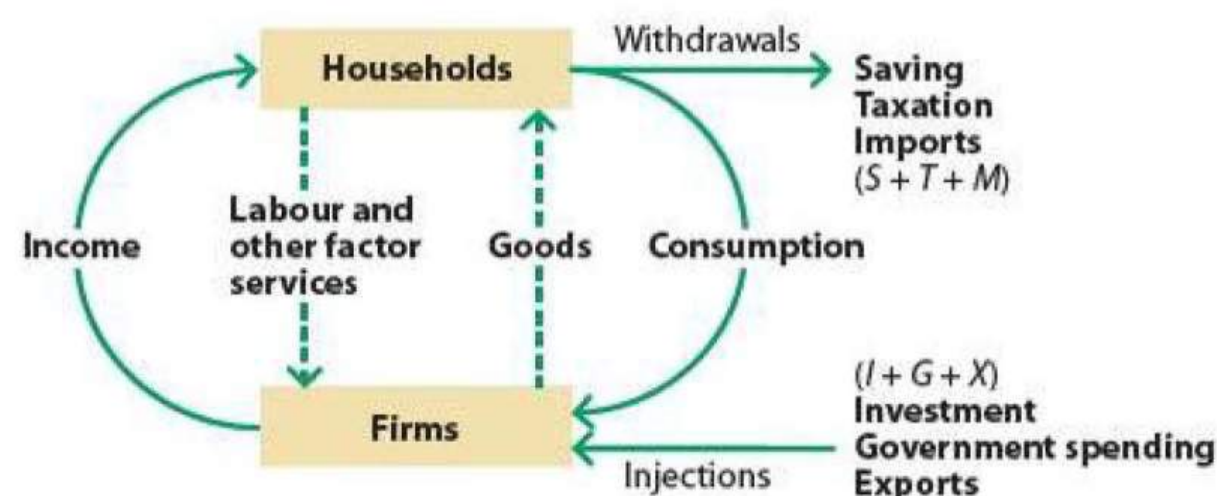 Households
Withdrawals
Saving
Taxation
Imports
(S + T + M)
Income
Labour and
other factor
services
Goods
Consumption
(I + G + X)
Investment
Government spending
Exports
Firms
Injections